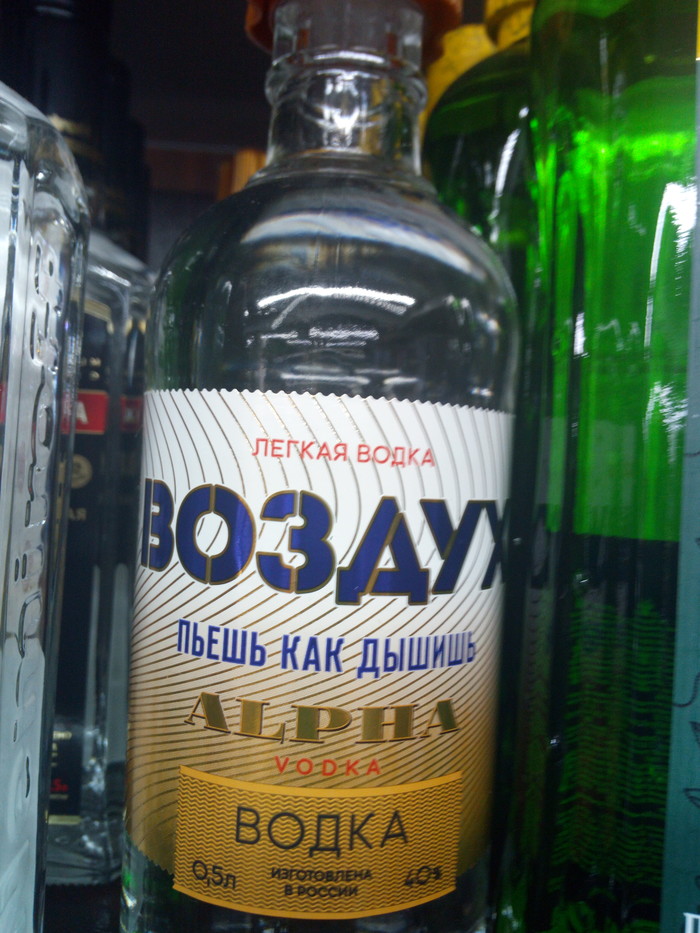 ЛЕГКАЯ ВОДКА
ВОЗДУХ
ПЬЕШЬ КАК ДЫШИШЬ
ALPHA
VODKA
ВОДКА
0,5л
ИЗГОТОВЛЕНА
В РОССИИ
40%